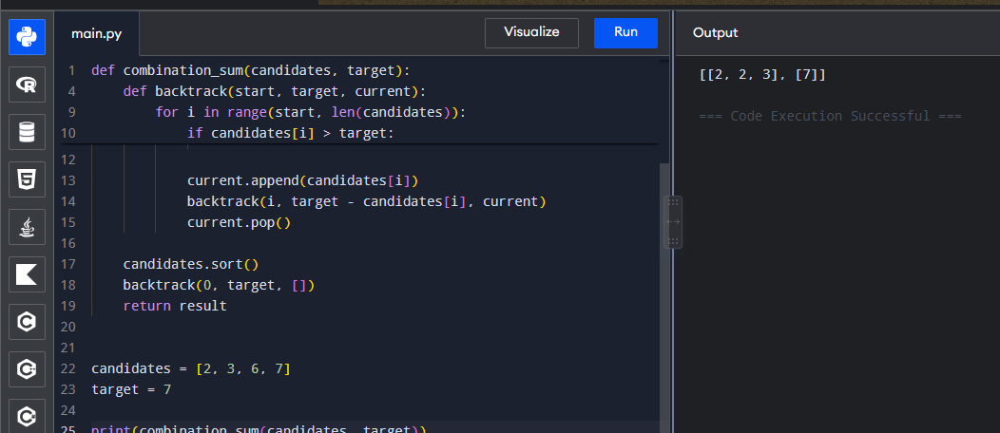 main.py
Visualize
Run
Output
1 def combination_sum(candidates, target):
4     def backtrack(start, target, current):
9         for i in range(start, len(candidates)):
10             if candidates[i] > target:
12
13             current.append(candidates[i])
14             backtrack(i, target - candidates[i], current)
15             current.pop()
16
17     candidates.sort()
18     backtrack(0, target, [])
19     return result
20
21
22 candidates = [2, 3, 6, 7]
23 target = 7
24
25 print(combination_sum(candidates, target))
[[2, 2, 3], [7]]
=== Code Execution Successful ===